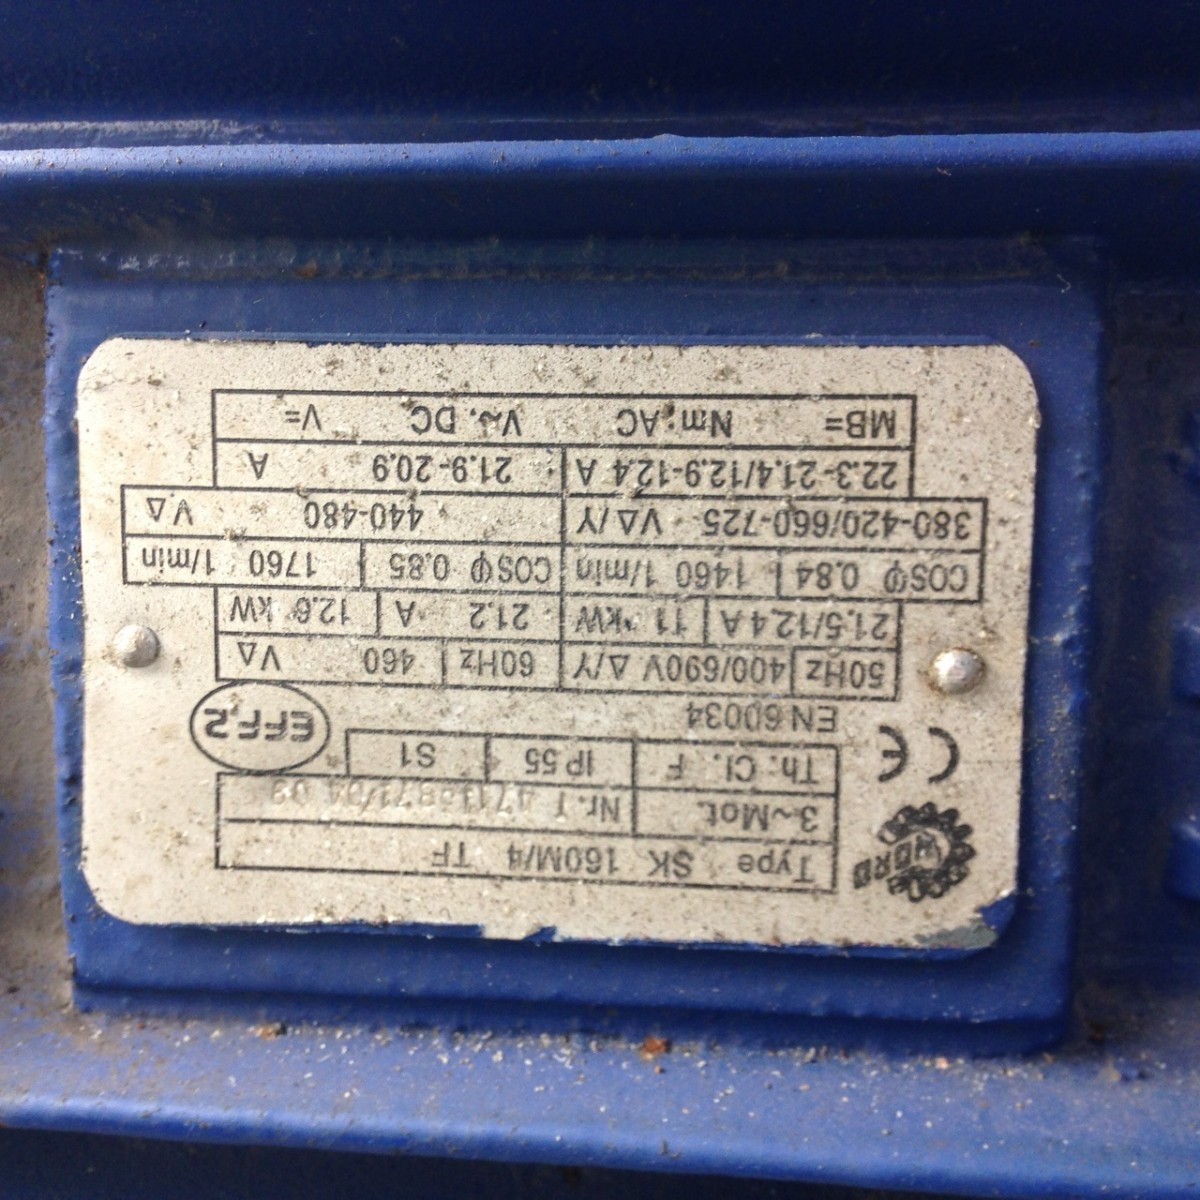 NORD
Type SK 160M/4 TF
3~Mot. Nr.
Th. Cl. F IP 55 S1
CE EN 60034 EFF.2
50Hz 400/690V Δ/Y 60Hz 460 VΔ
21.5/12.4 A 11 kW 21.2 A 12.6 kW
COSφ 0.84 1460 1/min COSφ 0.85 1760 1/min
380-420/660-725 VΔ/Y 440-480 VΔ
22.3-21.4/12.9-12.4 A 21.9-20.9 A
MB= Nm: AC V~, DC V=